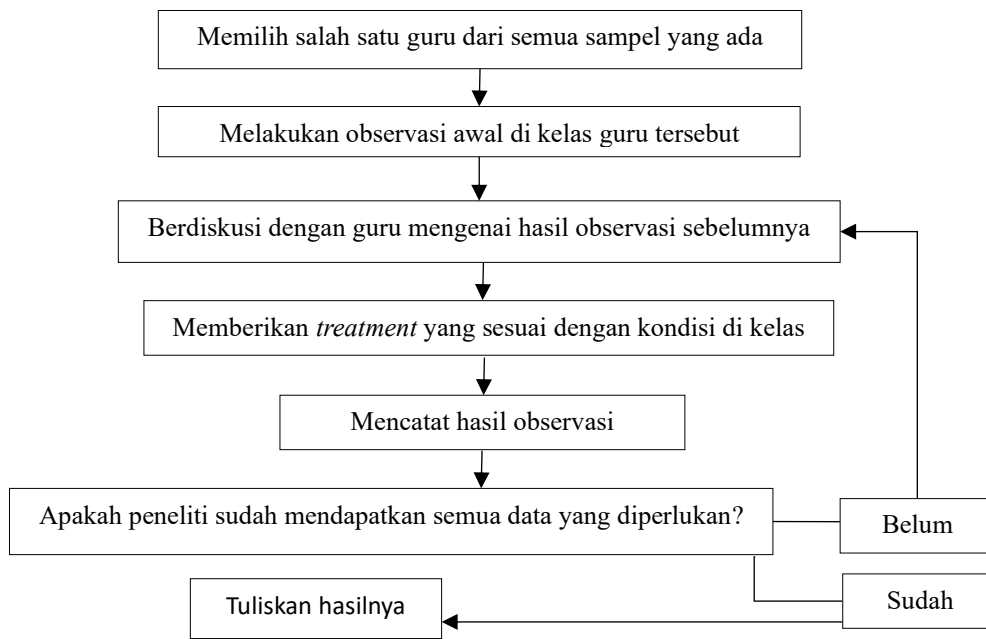 Memilih salah satu guru dari semua sampel yang ada
Melakukan observasi awal di kelas guru tersebut
Berdiskusi dengan guru mengenai hasil observasi sebelumnya
Memberikan treatment yang sesuai dengan kondisi di kelas
Mencatat hasil observasi
Apakah peneliti sudah mendapatkan semua data yang diperlukan?
Belum
Sudah
Tuliskan hasilnya